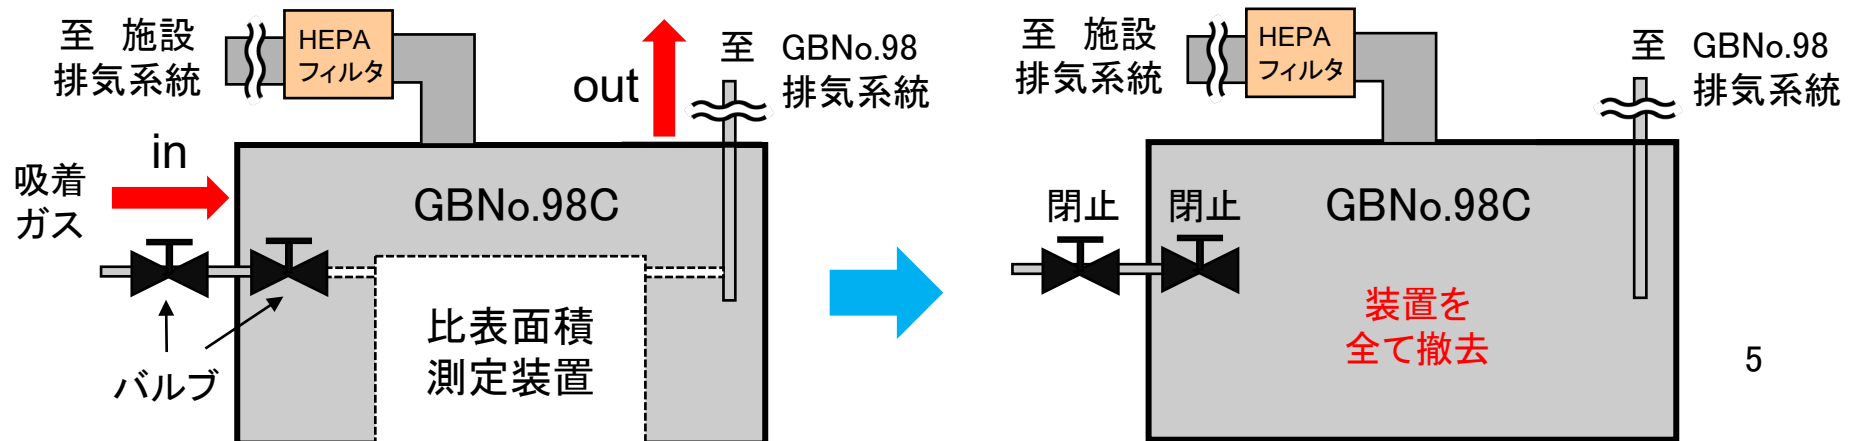 至 施設
排気系統
HEPA
フィルタ
out
至 GBNo.98
排気系統
in
吸着
ガス
GBNo.98C
バルブ
比表面積
測定装置
至 施設
排気系統
HEPA
フィルタ
至 GBNo.98
排気系統
閉止
閉止
GBNo.98C
装置を
全て撤去
5